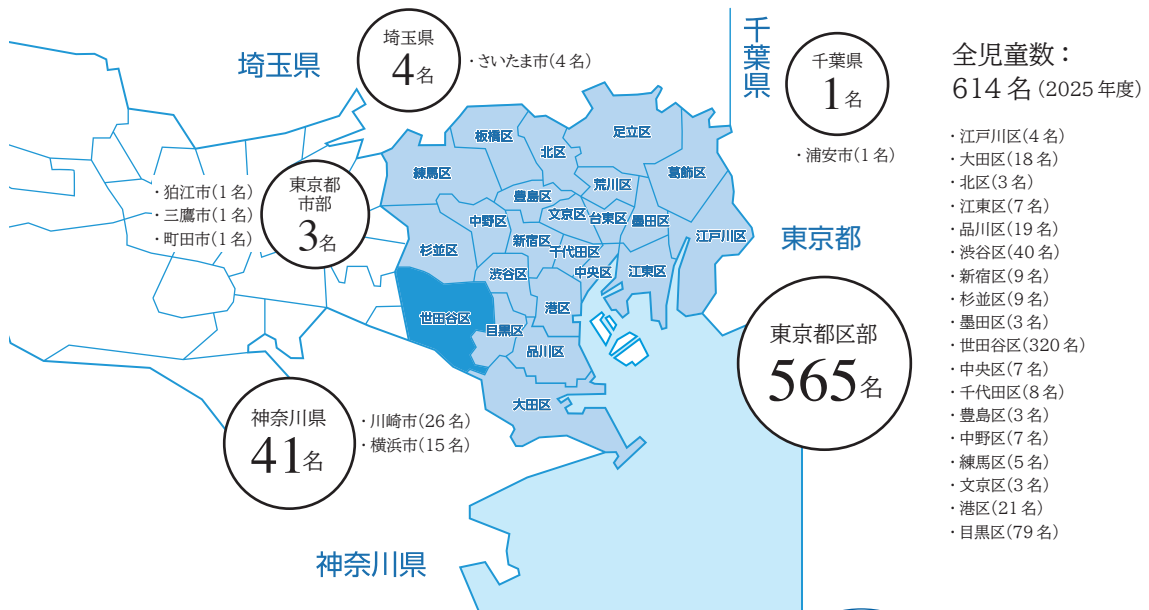 埼玉県
埼玉県
4名
・さいたま市(4名)
千葉県
千葉県
1名
・浦安市(1名)
全児童数：
614名(2025年度)
・江戸川区(4名)
・大田区(18名)
・北区(3名)
・江東区(7名)
・品川区(19名)
・渋谷区(40名)
・新宿区(9名)
・杉並区(9名)
・墨田区(3名)
・世田谷区(320名)
・中央区(7名)
・千代田区(8名)
・豊島区(3名)
・中野区(7名)
・練馬区(5名)
・文京区(3名)
・港区(21名)
・目黒区(79名)
・狛江市(1名)
・三鷹市(1名)
・町田市(1名)
東京都
市部
3名
足立区
板橋区
北区
練馬区
葛飾区
荒川区
豊島区
文京区
台東区
墨田区
中野区
江戸川区
新宿区
千代田区
杉並区
渋谷区
中央区
江東区
港区
世田谷区
目黒区
品川区
大田区
東京都
東京都区部
565名
神奈川県
41名
・川崎市(26名)
・横浜市(15名)
神奈川県